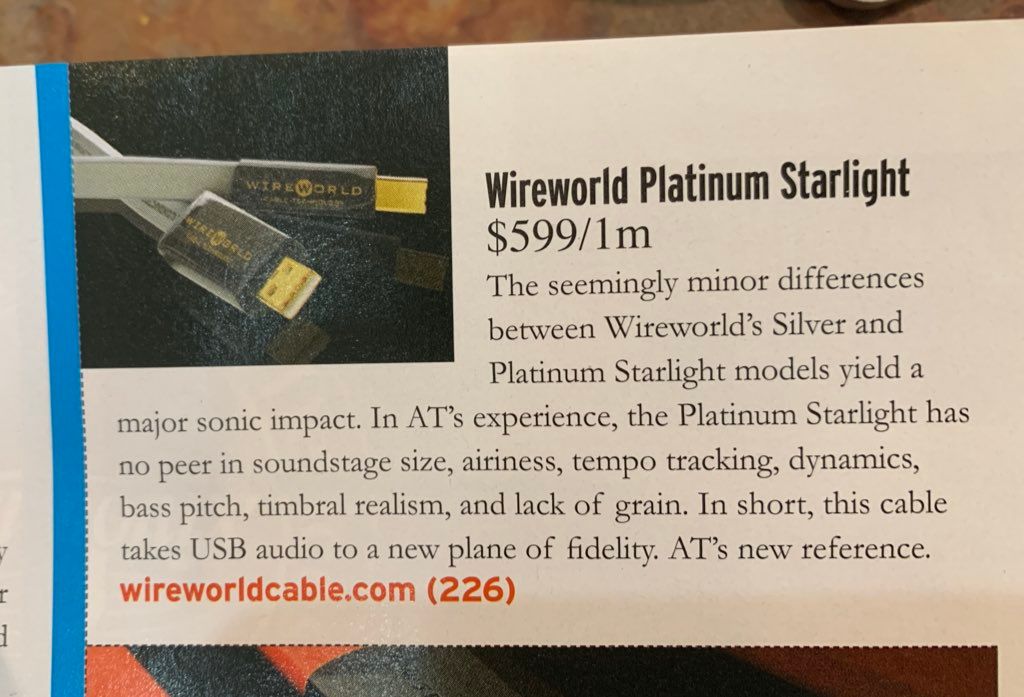 WIREWORLD
CABLE TECHNOLOGY
WIREWORLD
Wireworld Platinum Starlight
$599/1m
The seemingly minor differences
between Wireworld's Silver and
Platinum Starlight models yield a
major sonic impact. In AT's experience, the Platinum Starlight has
no peer in soundstage size, airiness, tempo tracking, dynamics,
bass pitch, timbral realism, and lack of grain. In short, this cable
takes USB audio to a new plane of fidelity. AT's new reference.
wireworldcable.com (226)